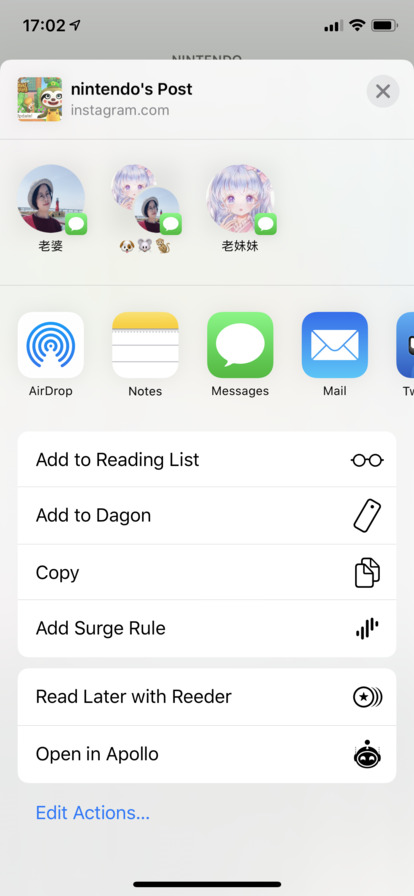 17:02
NINTENDO
nintendo's Post
instagram.com
老婆
老妹妹
AirDrop
Notes
Messages
Mail
Tw
Add to Reading List
Add to Dagon
Copy
Add Surge Rule
Read Later with Reeder
Open in Apollo
Edit Actions...